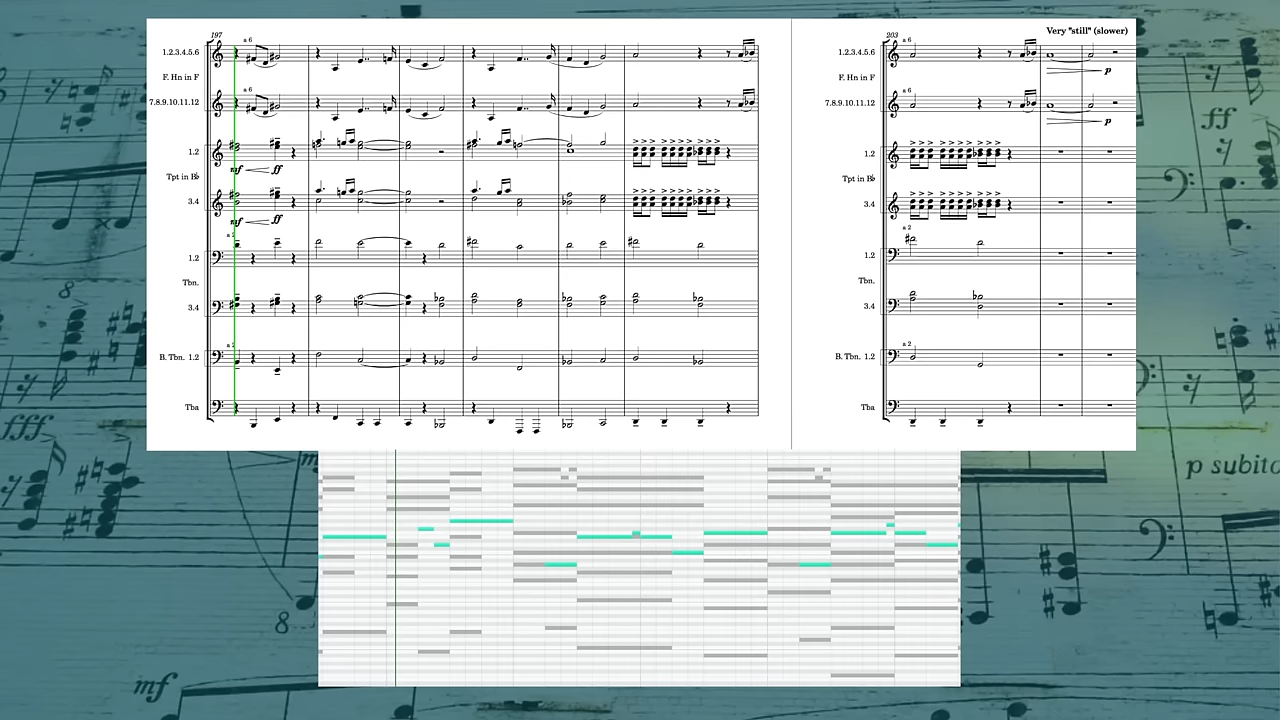 197
a 6
1.2.3.4.5.6
F. Hn in F
a 6
7.8.9.10.11.12
1.2
mf ff
Tpt in B♭
3.4
mf ff
a 2
1.2
Tbn.
3.4
a 2
B. Tbn. 1.2
Tba
203
Very "still" (slower)
a 6
1.2.3.4.5.6
p
F. Hn in F
a 6
7.8.9.10.11.12
p
1.2
Tpt in B♭
3.4
a 2
1.2
Tbn.
3.4
a 2
B. Tbn. 1.2
Tba
8
fff
8
mf
ff
p subito